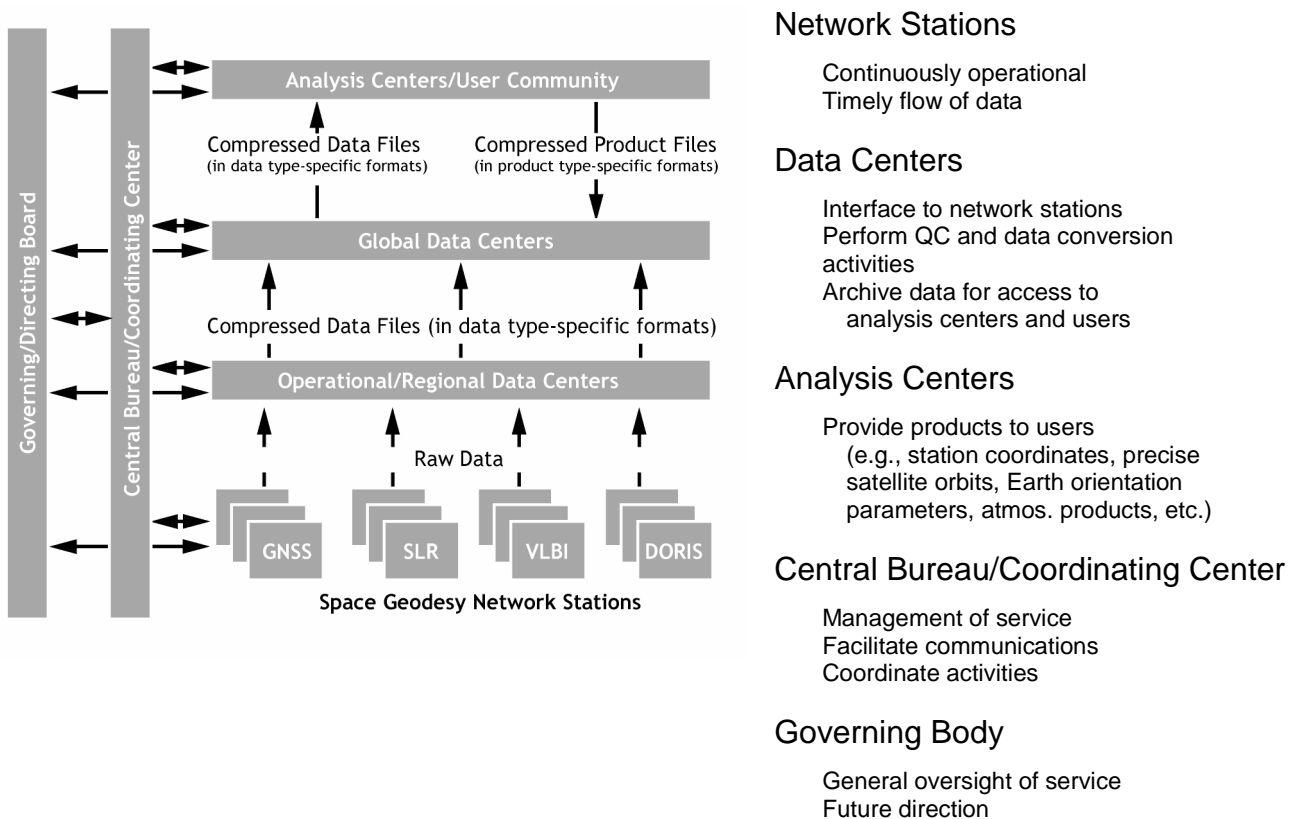 Governing/Directing Board
Central Bureau/Coordinating Center
Analysis Centers/User Community
Compressed Data Files
(in data type-specific formats)
Compressed Product Files
(in product type-specific formats)
Global Data Centers
Compressed Data Files (in data type-specific formats)
Operational/Regional Data Centers
Raw Data
GNSS
SLR
VLBI
DORIS
Space Geodesy Network Stations
Network Stations
Continuously operational
Timely flow of data
Data Centers
Interface to network stations
Perform QC and data conversion
activities
Archive data for access to
analysis centers and users
Analysis Centers
Provide products to users
(e.g., station coordinates, precise
satellite orbits, Earth orientation
parameters, atmos. products, etc.)
Central Bureau/Coordinating Center
Management of service
Facilitate communications
Coordinate activities
Governing Body
General oversight of service
Future direction